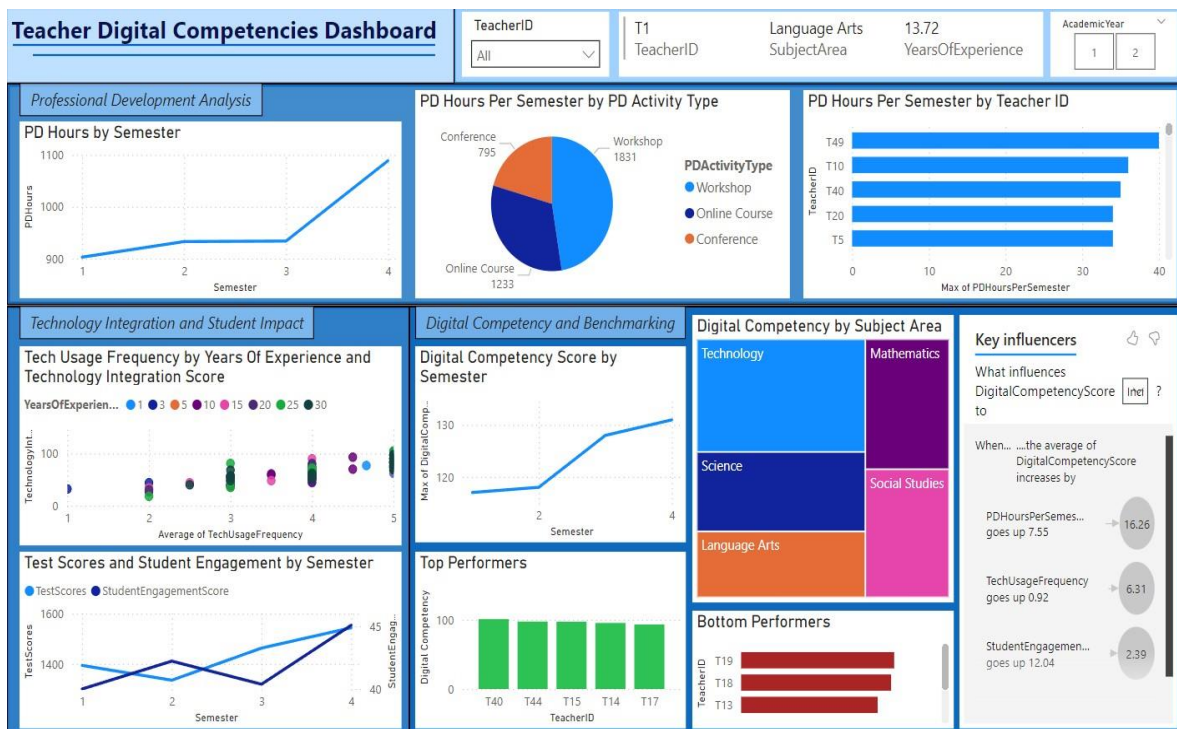 Teacher Digital Competencies Dashboard
TeacherID
All
T1
TeacherID
Language Arts
SubjectArea
13.72
YearsOfExperience
AcademicYear
1 2
Professional Development Analysis
PD Hours by Semester
PDHours
1100
1000
900
1 2 3 4
Semester
PD Hours Per Semester by PD Activity Type
Conference
795
Workshop
1831
Online Course
1233
PDActivityType
Workshop
Online Course
Conference
PD Hours Per Semester by Teacher ID
TeacherID
T49
T10
T40
T20
T5
0 10 20 30 40
Max of PDHoursPerSemester
Technology Integration and Student Impact
Tech Usage Frequency by Years Of Experience and
Technology Integration Score
YearsOfExperien... 1 3 5 10 15 20 25 30
TechnologyInt...
100
0
1 2 3 4 5
Average of TechUsageFrequency
Test Scores and Student Engagement by Semester
TestScores StudentEngagementScore
TestScores
1600
1400
1 2 3 4
Semester
45
40
StudentEngag...
Digital Competency and Benchmarking
Digital Competency Score by
Semester
Max of DigitalComp...
130
120
2 4
Semester
Top Performers
Digital Competency
100
0
T40 T44 T15 T14 T17
TeacherID
Digital Competency by Subject Area
Technology
Mathematics
Science
Social Studies
Language Arts
Bottom Performers
TeacherID
T19
T18
T13
Key influencers
What influences
DigitalCompetencyScore ?
to
When... ...the average of
DigitalCompetencyScore
increases by
PDHoursPerSemes...
goes up 7.55
16.26
TechUsageFrequency
goes up 0.92
6.31
StudentEngagemen...
goes up 12.04
2.39